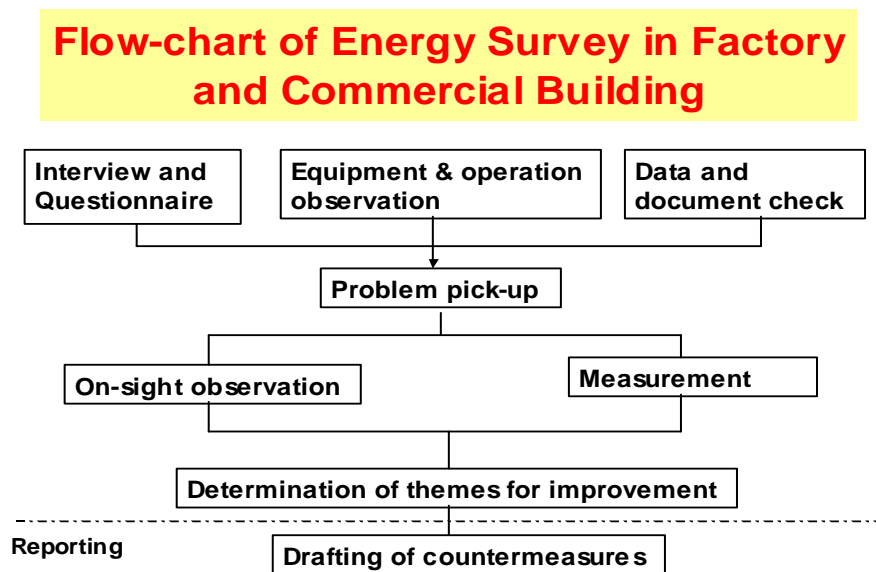 Flow-chart of Energy Survey in Factory
and Commercial Building
Interview and
Questionnaire
Equipment & operation
observation
Data and
document check
Problem pick-up
On-sight observation
Measurement
Determination of themes for improvement
Reporting
Drafting of countermeasures